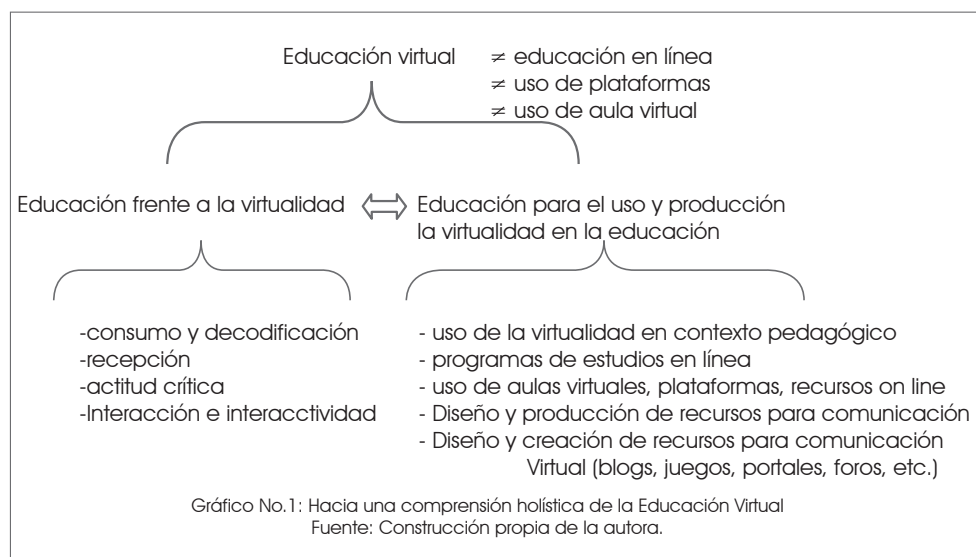 Educación virtual ≠ educación en línea
≠ uso de plataformas
≠ uso de aula virtual
Educación frente a la virtualidad
Educación para el uso y producción
la virtualidad en la educación
-consumo y decodificación
-recepción
-actitud crítica
-Interacción e interacctividad
- uso de la virtualidad en contexto pedagógico
- programas de estudios en línea
- uso de aulas virtuales, plataformas, recursos on line
- Diseño y producción de recursos para comunicación
- Diseño y creación de recursos para comunicación
Virtual (blogs, juegos, portales, foros, etc.)
Gráfico No.1: Hacia una comprensión holística de la Educación Virtual
Fuente: Construcción propia de la autora.